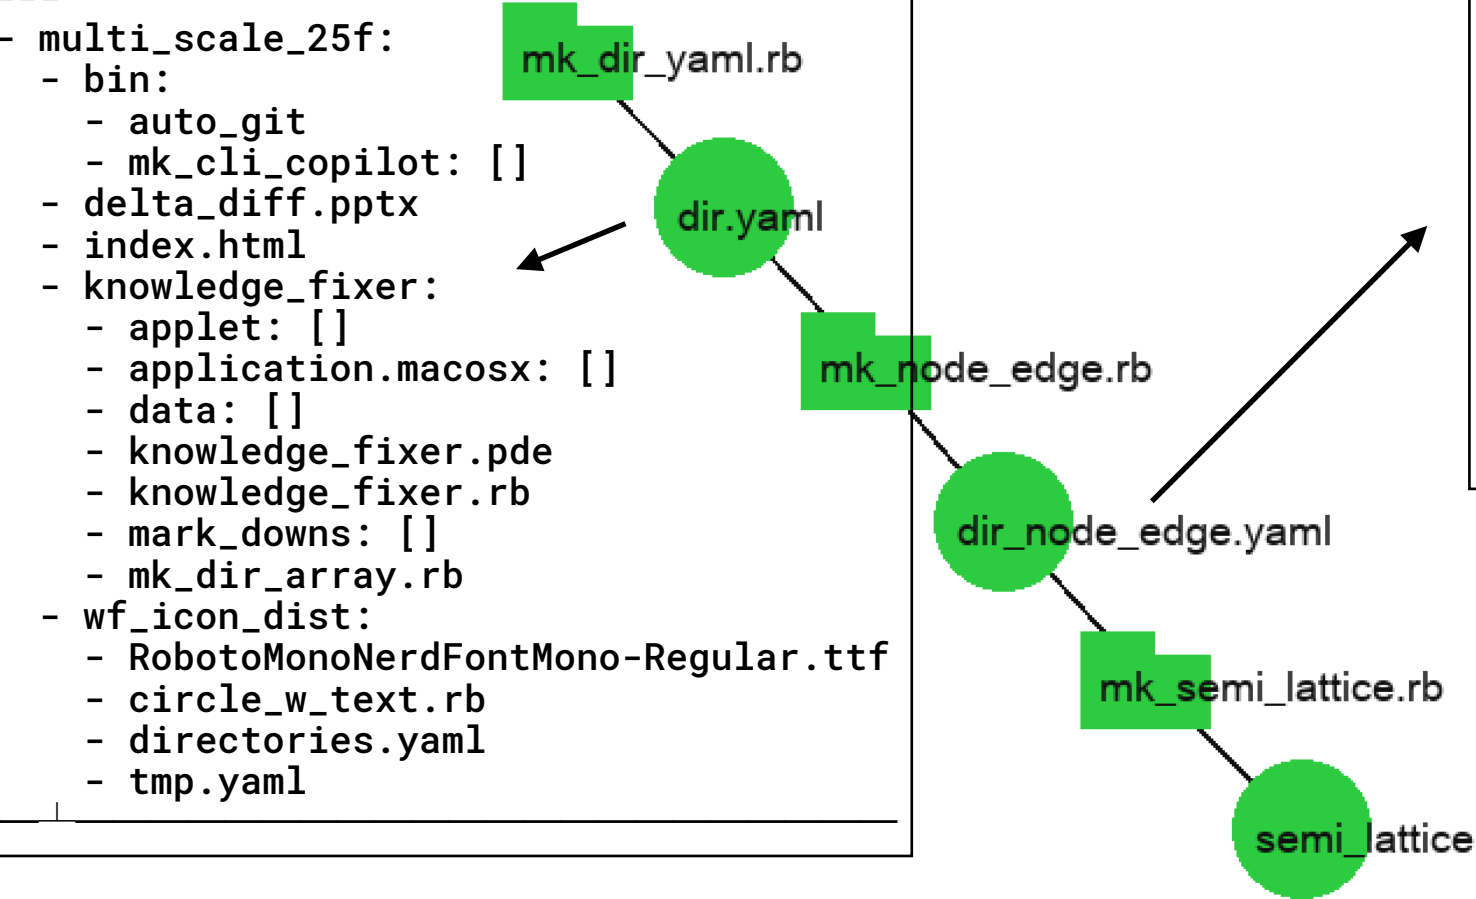 - multi_scale_25f:
  - bin:
    - auto_git
    - mk_cli_copilot: []
  - delta_diff.pptx
  - index.html
  - knowledge_fixer:
    - applet: []
    - application.macosx: []
    - data: []
    - knowledge_fixer.pde
    - knowledge_fixer.rb
    - mark_downs: []
    - mk_dir_array.rb
  - wf_icon_dist:
    - RobotoMonoNerdFontMono-Regular.ttf
    - circle_w_text.rb
    - directories.yaml
    - tmp.yaml
mk_dir_yaml.rb
dir.yaml
mk_node_edge.rb
dir_node_edge.yaml
mk_semi_lattice.rb
semi_lattice